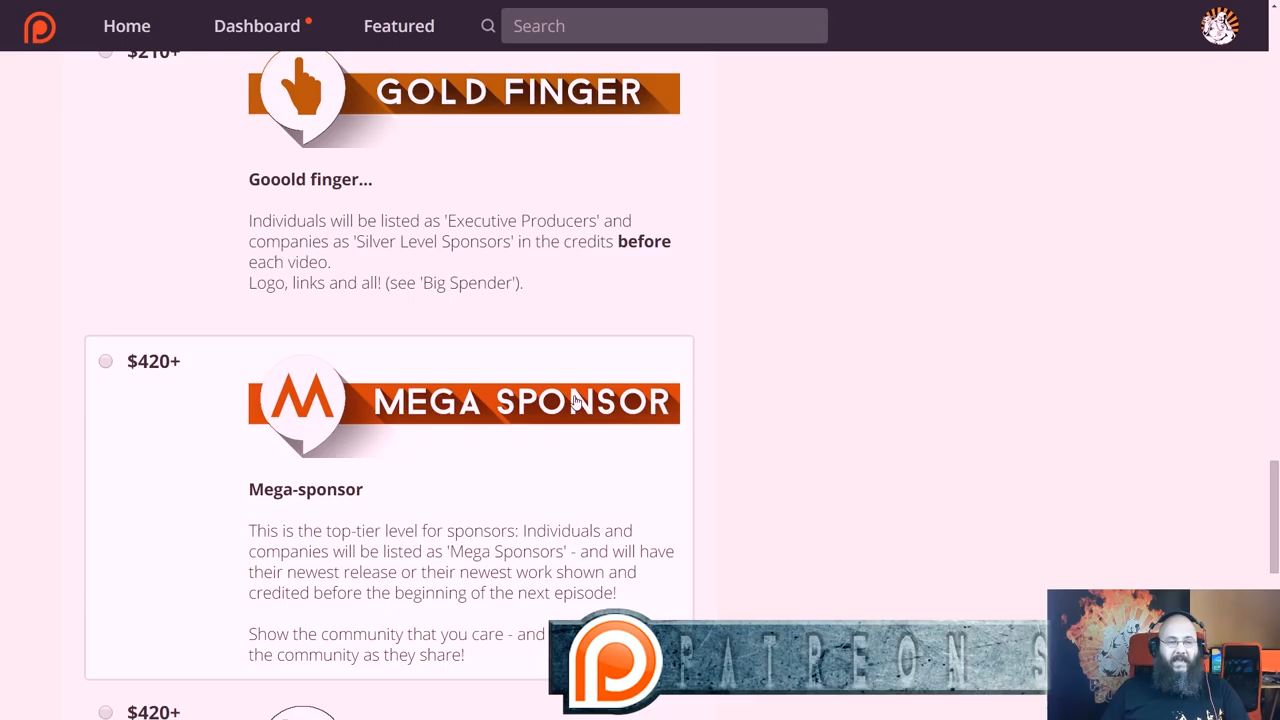 Home
Dashboard
Featured
Search
$210+
GOLD FINGER
Gooold finger...
Individuals will be listed as 'Executive Producers' and
companies as 'Silver Level Sponsors' in the credits before
each video.
Logo, links and all! (see 'Big Spender').
$420+
M
MEGA SPONSOR
Mega-sponsor
This is the top-tier level for sponsors: Individuals and
companies will be listed as 'Mega Sponsors' - and will have
their newest release or their newest work shown and
credited before the beginning of the next episode!
Show the community that you care - and
the community as they share!
PATREON S
$420+